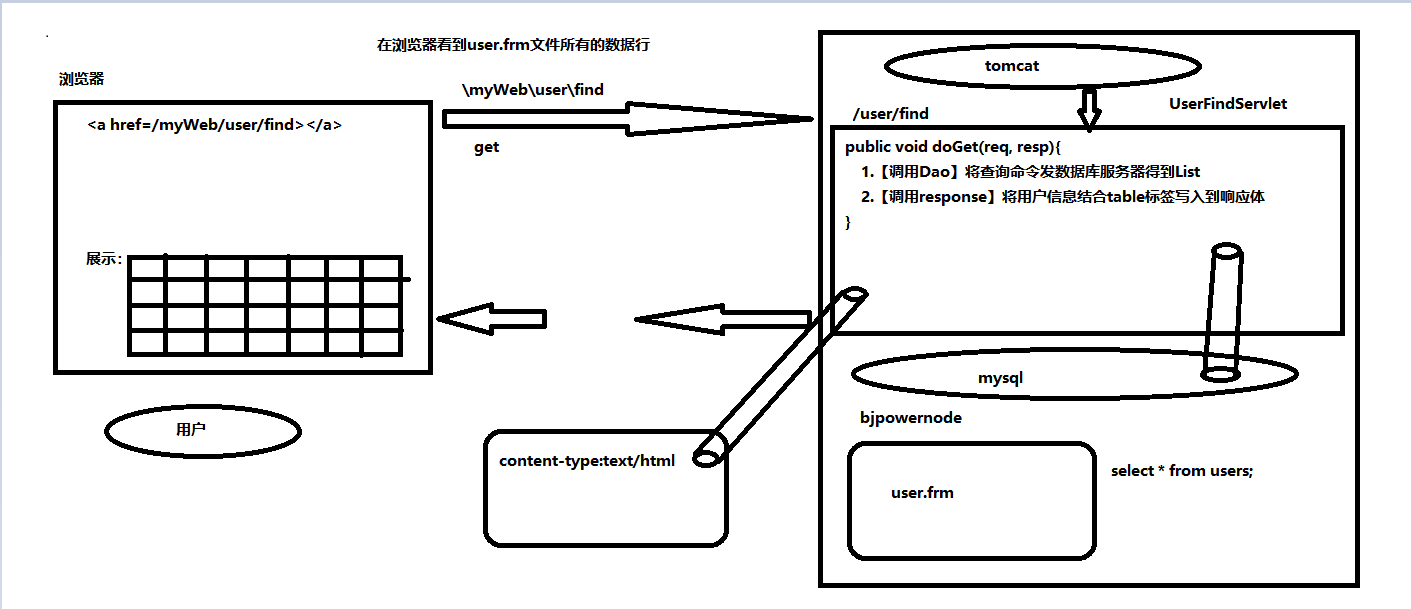 在浏览器看到user.frm文件所有的数据行
浏览器
<a href=/myWeb/user/find></a>
展示：
用户
\myWeb\user\find
get
content-type:text/html
tomcat
UserFindServlet
/user/find
public void doGet(req, resp){
1.【调用Dao】将查询命令发数据库服务器得到List
2.【调用response】将用户信息结合table标签写入到响应体
}
mysql
bjpowernode
user.frm
select * from users;